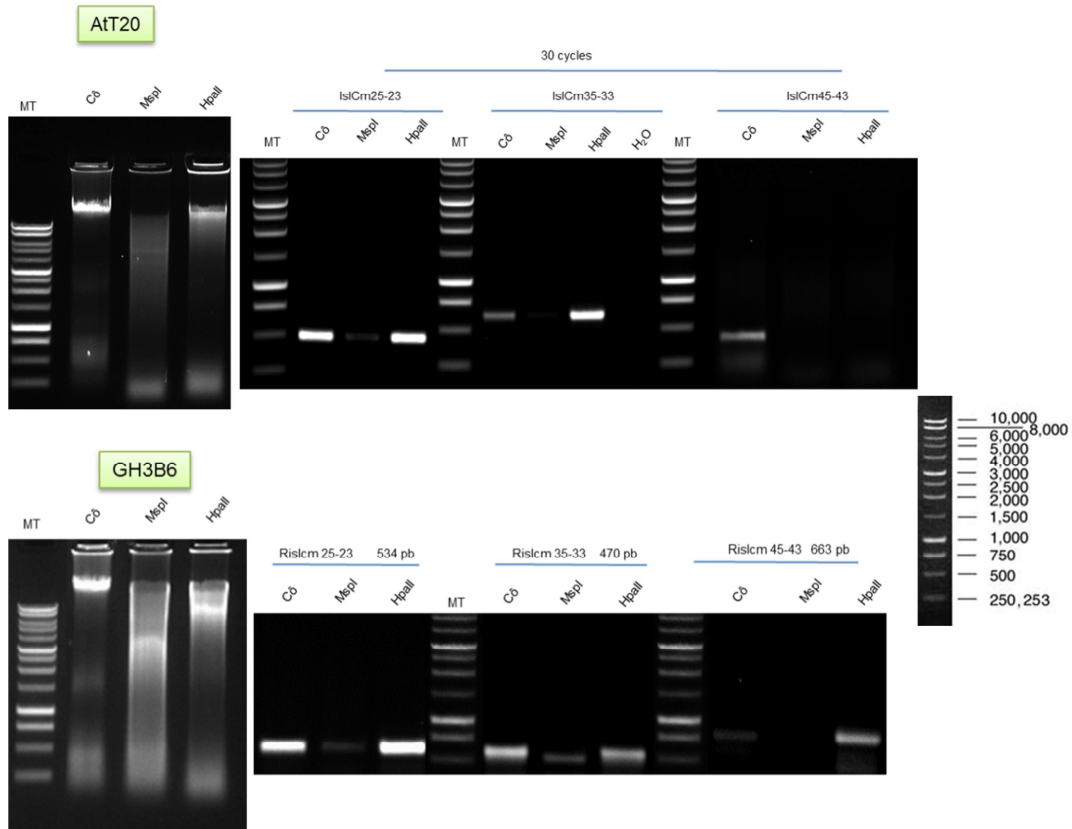 AtT20
30 cycles
MT Cδ MspI HpaII
IslCm25-23 IslCm35-33 IslCm45-43
MT Cδ MspI HpaII MT Cδ MspI HpaII H₂O MT Cδ MspI HpaII
10,000
8,000
6,000
5,000
4,000
3,000
2,500
2,000
1,500
1,000
750
500
250,253
GH3B6
MT Cδ MspI HpaII
Rislcm 25-23 534 pb Rislcm 35-33 470 pb Rislcm 45-43 663 pb
Cδ MspI HpaII MT Cδ MspI HpaII Cδ MspI HpaII